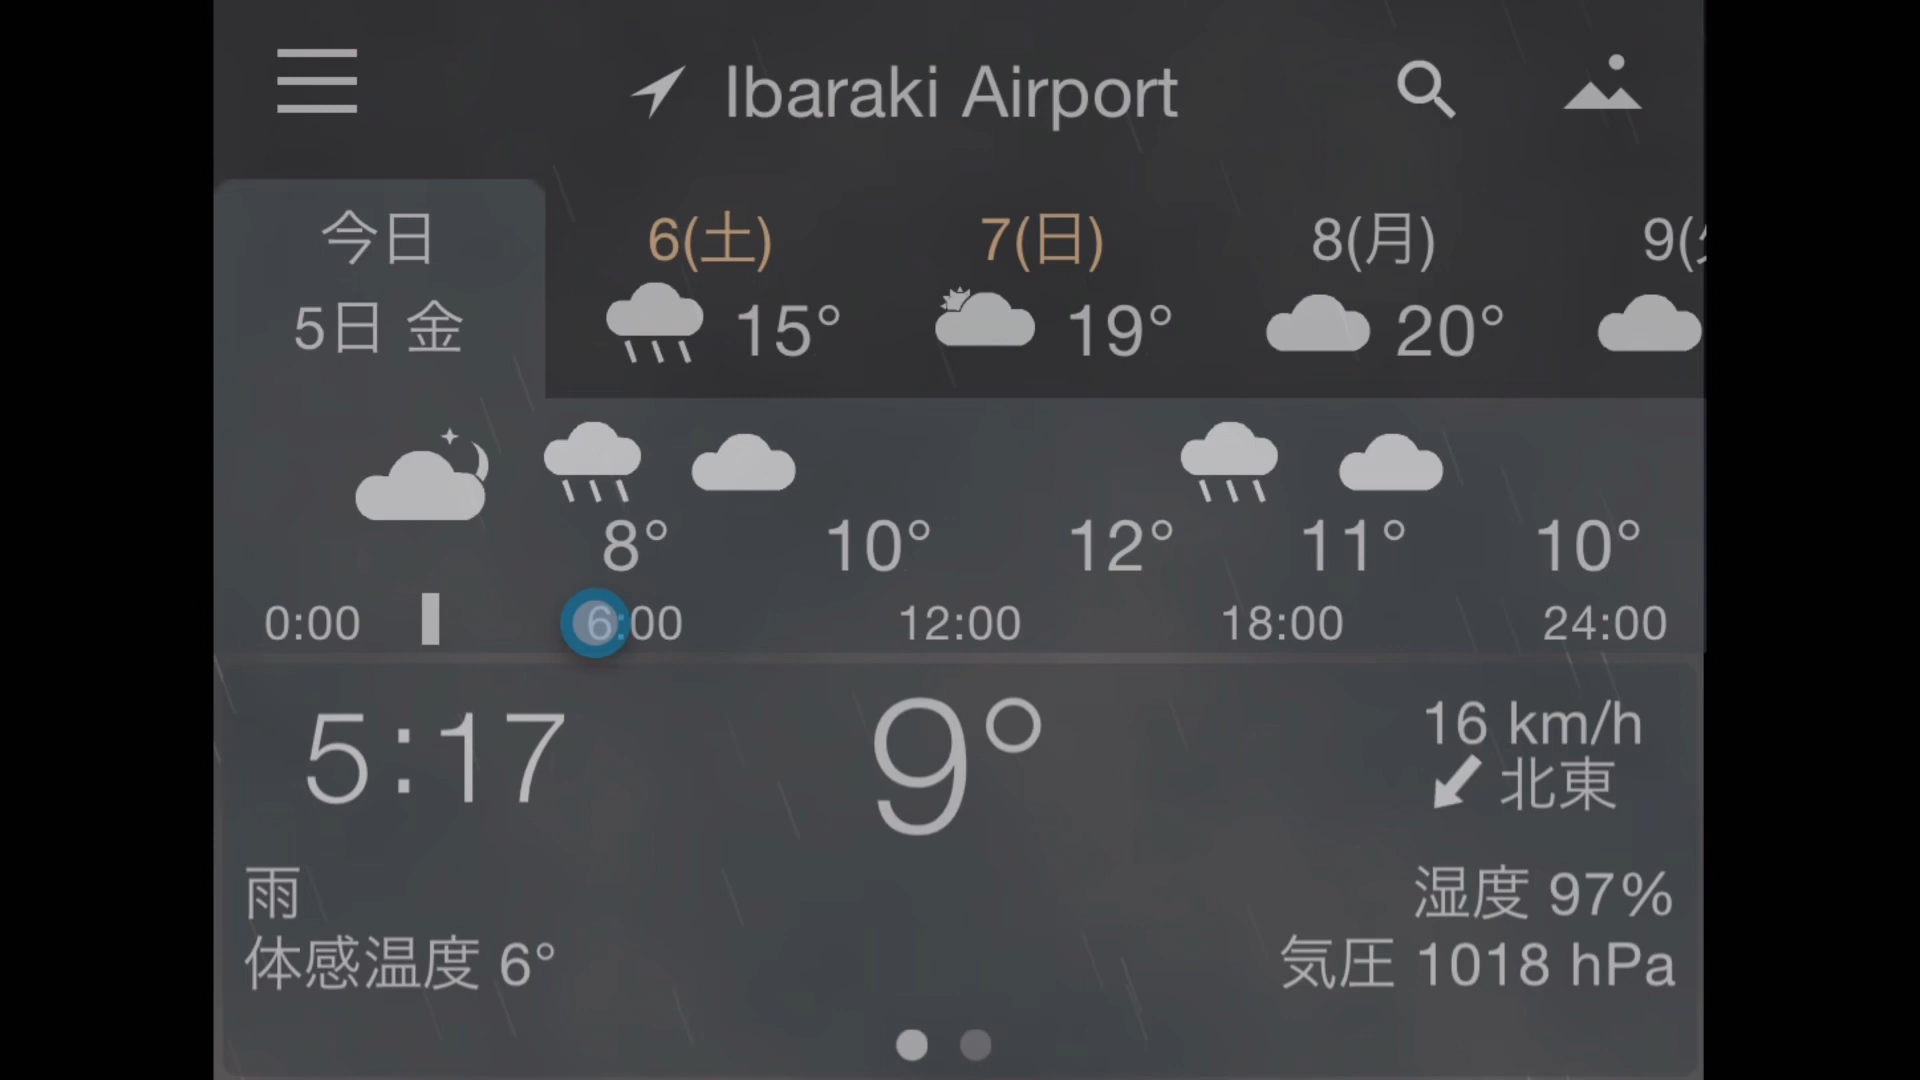 Ibaraki Airport
今日
5日 金
6(土)
15°
7(日)
19°
8(月)
20°
9(
8° 10° 12° 11° 10°
0:00 6:00 12:00 18:00 24:00
5:17
9°
16 km/h
北東
雨
湿度 97%
体感温度 6°
気圧 1018 hPa